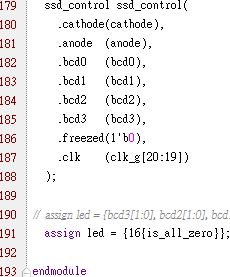 179 ssd_control ssd_control(
180 .cathode(cathode),
181 .anode (anode),
182 .bcd0 (bcd0),
183 .bcd1 (bcd1),
184 .bcd2 (bcd2),
185 .bcd3 (bcd3),
186 .freezed(1'b0),
187 .clk (clk_g[20:19])
188 );
189
190 // assign led = {bcd3[1:0], bcd2[1:0], bcd
191 assign led = {16{is_all_zero}};
192
193 endmodule